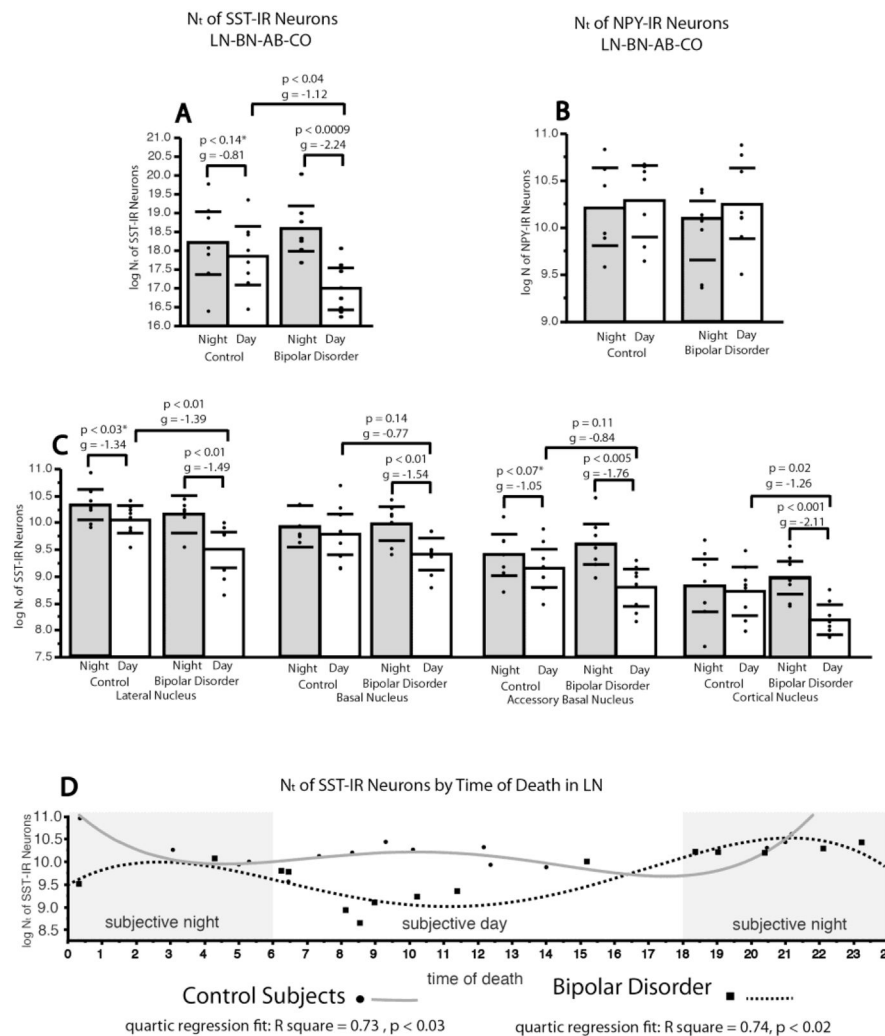 Nt of SST-IR Neurons
LN-BN-AB-CO
Nt of NPY-IR Neurons
LN-BN-AB-CO
A
p < 0.04
g = -1.12
p < 0.14*
g = -0.81
p <0.0009
g = -2.24
log Nt of SST-IR Neurons
21.0
20.5
20.0
19.5
19.0
18.5
18.0
17.5
17.0
16.5
16.0
Night Day Night Day
Control Bipolar Disorder
B
log N of NPY-IR Neurons
11.0
10.5
10.0
9.5
9.0
Night Day Night Day
Control Bipolar Disorder
C
p < 0.01
g = -1.39
p <0.03*
g = -1.34
p <0.01
g = -1.49
p = 0.14
g = -0.77
p <0.01
g = -1.54
p = 0.11
g = -0.84
p <0.07*
g = -1.05
p <0.005
g = -1.76
p = 0.02
g = -1.26
p <0.001
g = -2.11
log Nt of SST-IR Neurons
11.0
10.5
10.0
9.5
9.0
8.5
8.0
7.5
Night Day Night Day Night Day Night Day Night Day Night Day Night Day Night Day
Control Bipolar Disorder Control Bipolar Disorder Control Bipolar Disorder Control Bipolar Disorder
Lateral Nucleus Basal Nucleus Accessory Basal Nucleus Cortical Nucleus
D
Nt of SST-IR Neurons by Time of Death in LN
log Nt of SST-IR Neurons
11.0
10.5
10.0
9.5
9.0
8.5
subjective night subjective day subjective night
0 1 2 3 4 5 6 7 8 9 10 11 12 13 14 15 16 17 18 19 20 21 22 23
time of death
Control Subjects Bipolar Disorder
quartic regression fit: R square = 0.73 , p < 0.03 quartic regression fit: R square = 0.74, p < 0.02